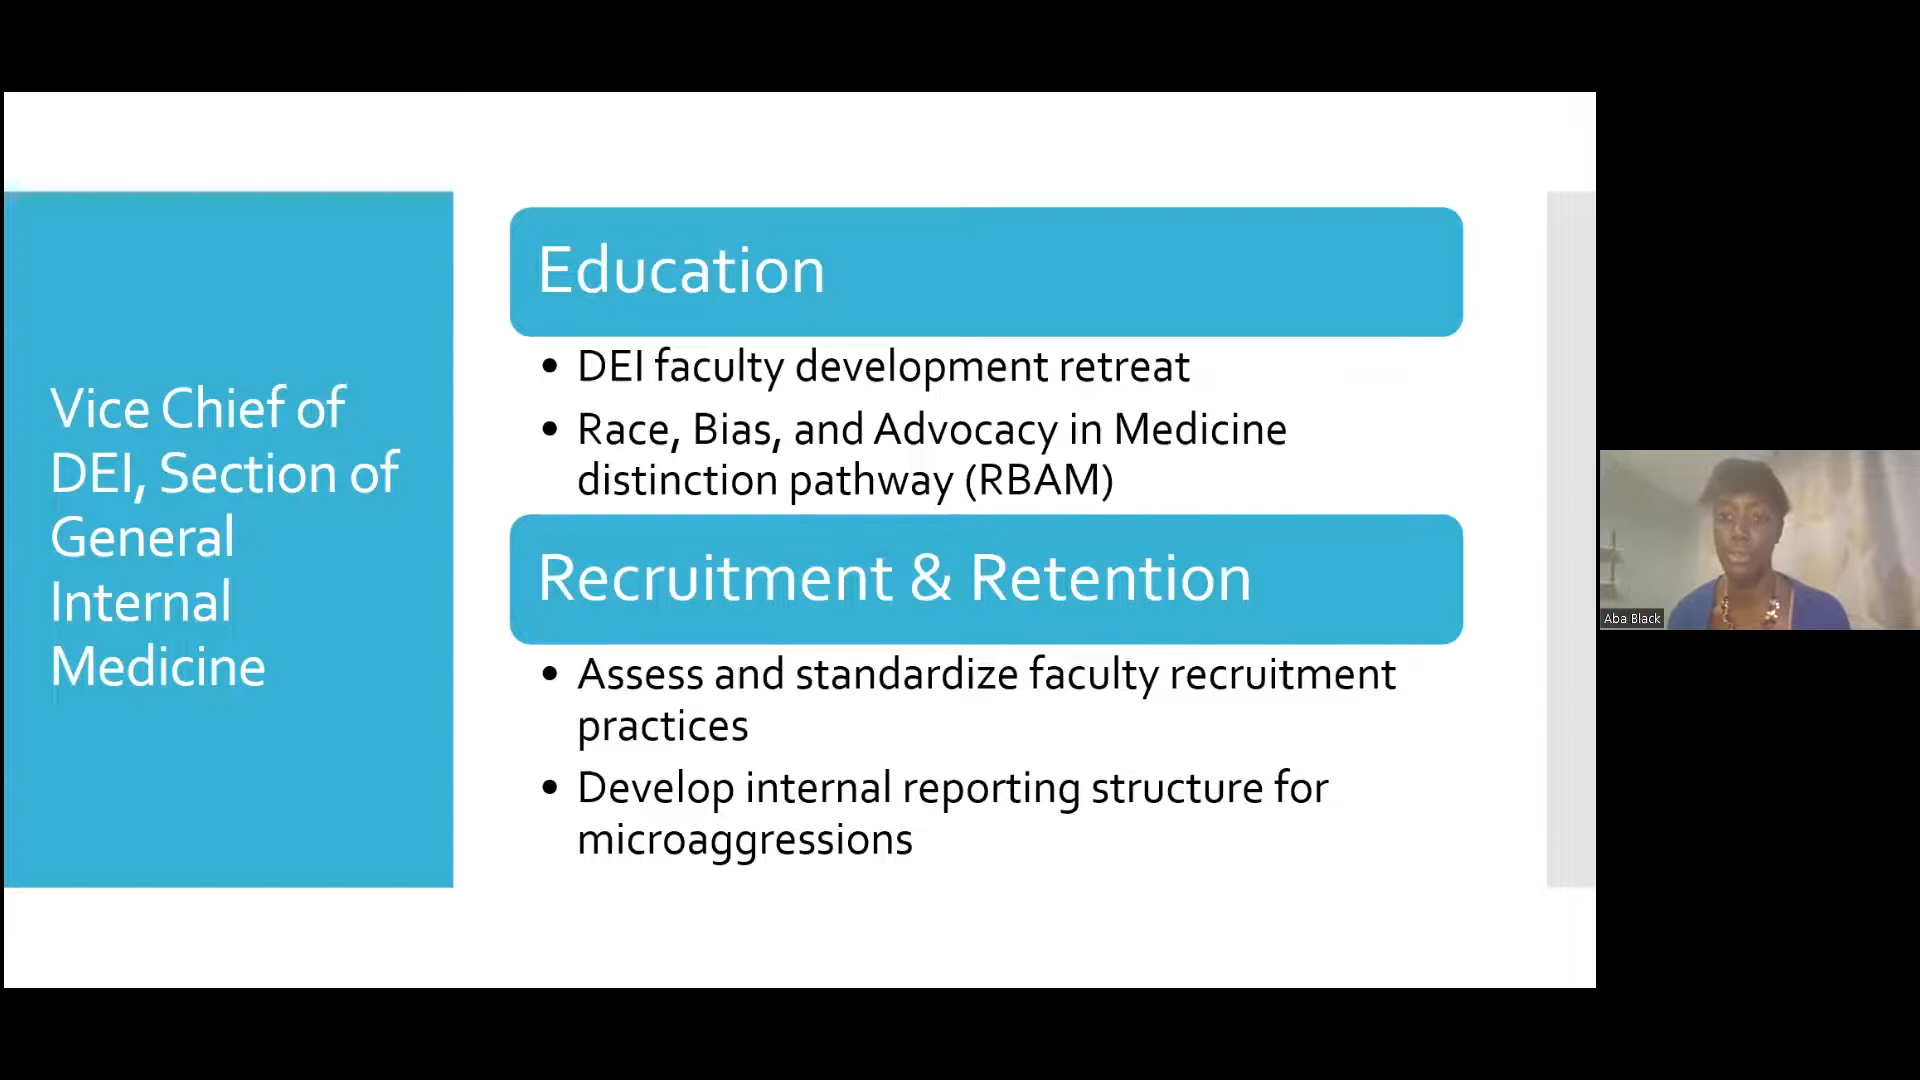 Vice Chief of
DEI, Section of
General
Internal
Medicine
Education
• DEI faculty development retreat
• Race, Bias, and Advocacy in Medicine
distinction pathway (RBAM)
Recruitment & Retention
• Assess and standardize faculty recruitment
practices
• Develop internal reporting structure for
microaggressions
Aba Black